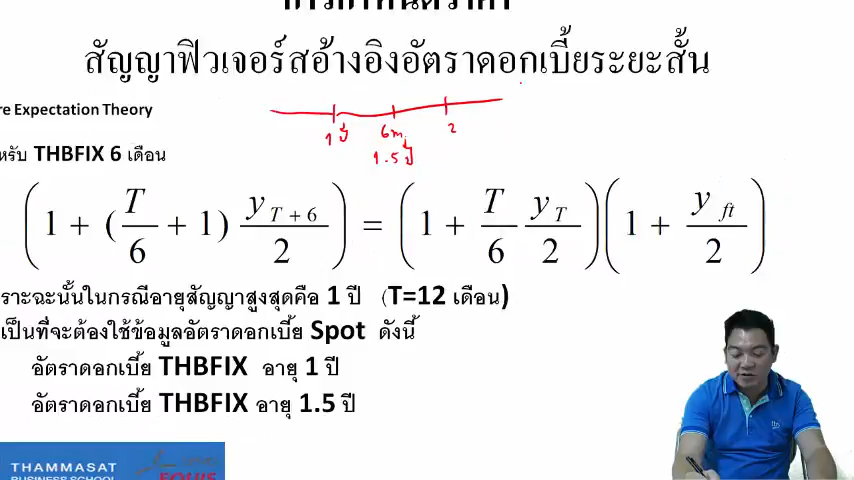 สัญญาฟิวเจอร์สอ้างอิงอัตราดอกเบี้ยระยะสั้น
re Expectation Theory
1 ปี 6m 2
1.5 ปี
หรับ THBFIX 6 เดือน
(1 + (T/6 + 1) y_{T+6}/2) = (1 + T/6 y_T/2)(1 + y_{ft}/2)
ราะฉะนั้นในกรณีอายุสัญญาสูงสุดคือ 1 ปี (T=12 เดือน)
เป็นที่จะต้องใช้ข้อมูลอัตราดอกเบี้ย Spot ดังนี้
อัตราดอกเบี้ย THBFIX อายุ 1 ปี
อัตราดอกเบี้ย THBFIX อายุ 1.5 ปี
THAMMASAT
BUSINESS SCHOOL
EQUIS